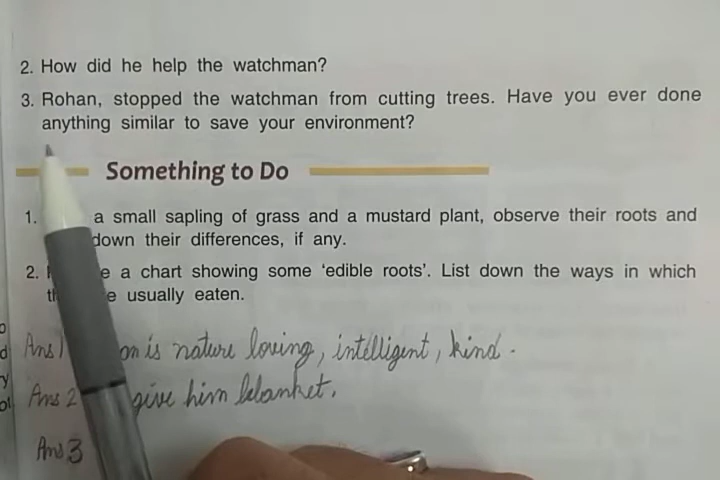 2. How did he help the watchman?
3. Rohan, stopped the watchman from cutting trees. Have you ever done
anything similar to save your environment?
Something to Do
1. a small sapling of grass and a mustard plant, observe their roots and
down their differences, if any.
2. a chart showing some ‘edible roots’. List down the ways in which
usually eaten.
Ans 1 is nature loving, intelligent, kind.
Ans 2 give him blanket.
Ans 3